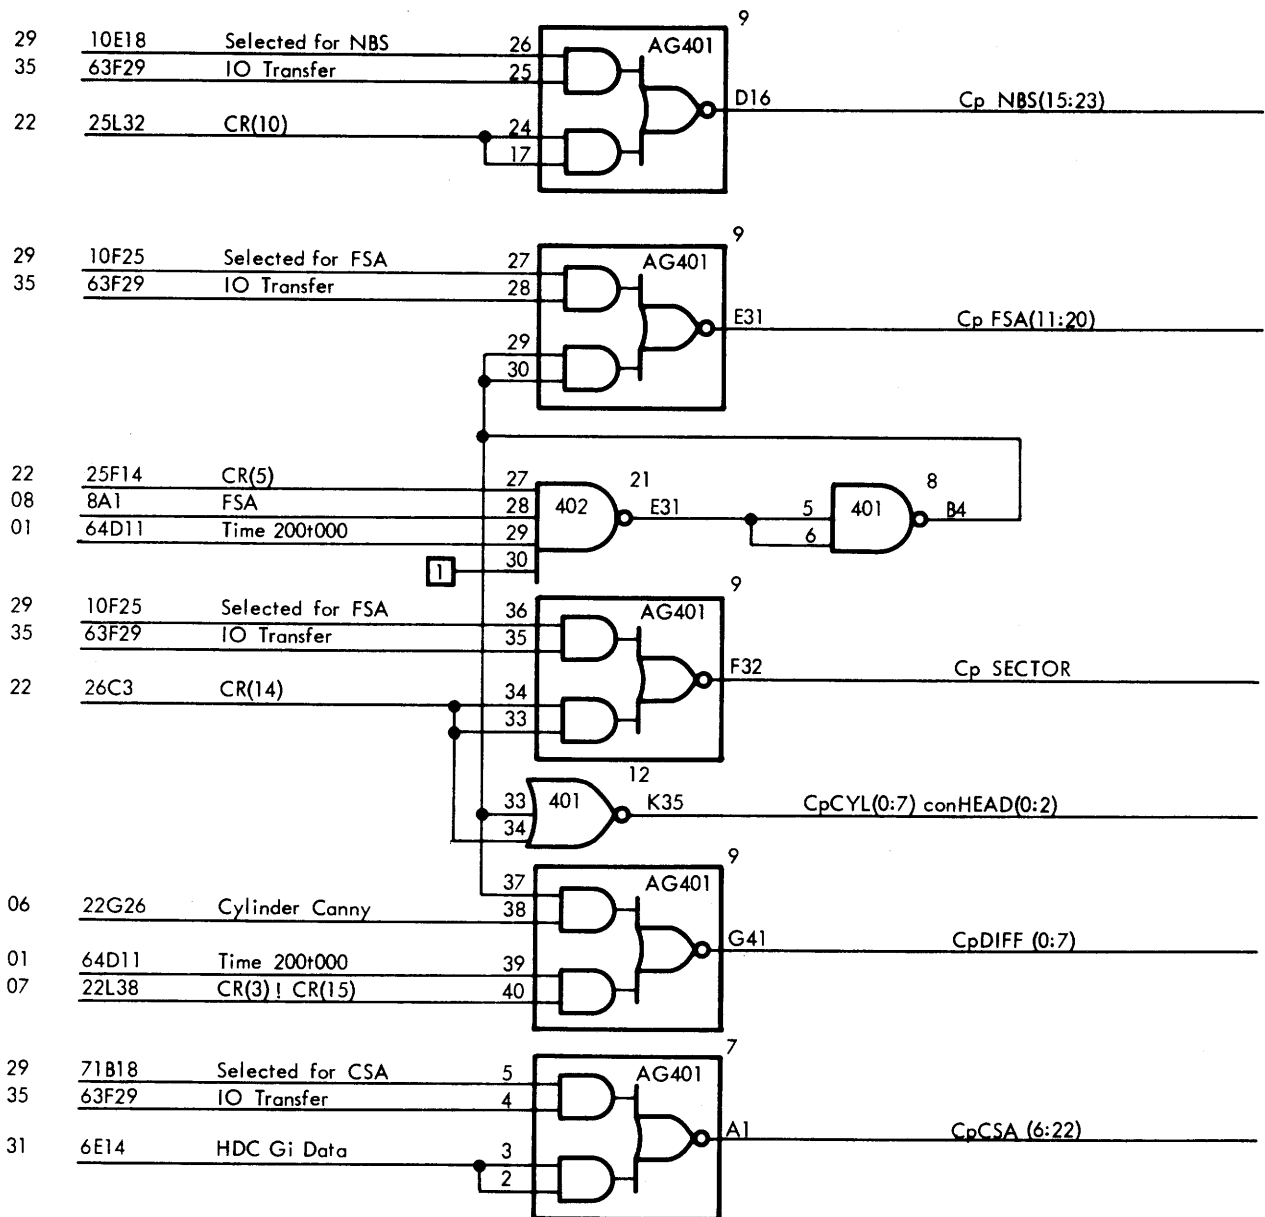 9
29 10E18 Selected for NBS 26 AG401
35 63F29 IO Transfer 25
D16 Cp NBS(15:23)
22 25L32 CR(10) 24
17
9
29 10F25 Selected for FSA 27 AG401
35 63F29 IO Transfer 28
E31 Cp FSA(11:20)
29
30
22 25F14 CR(5) 27 21 8
08 8A1 FSA 28 402 E31 5 401 B4
01 64D11 Time 200t000 29 6
1 30
9
29 10F25 Selected for FSA 36 AG401
35 63F29 IO Transfer 35
F32 Cp SECTOR
22 26C3 CR(14) 34
33
12
33 401 K35 CpCYL(0:7) conHEAD(0:2)
34
9
37 AG401
06 22G26 Cylinder Canny 38
G41 CpDIFF (0:7)
01 64D11 Time 200t000 39
07 22L38 CR(3) ! CR(15) 40
7
29 71B18 Selected for CSA 5 AG401
35 63F29 IO Transfer 4
A1 CpCSA (6:22)
31 6E14 HDC Gi Data 3
2